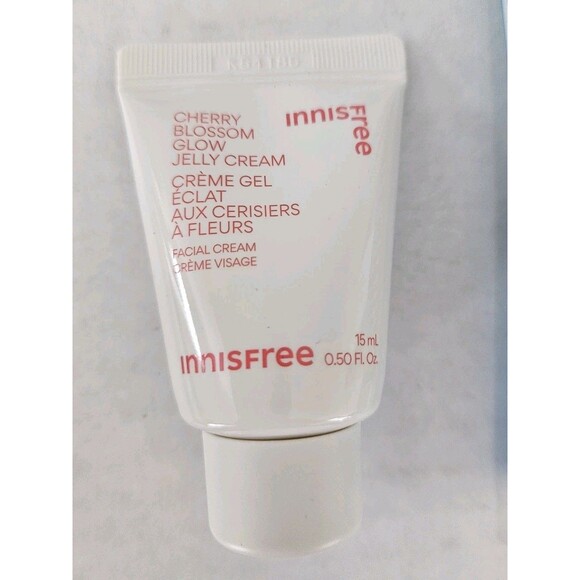 CHERRY
BLOSSOM
GLOW
JELLY CREAM
CRÈME GEL
ÉCLAT
AUX CERISIERS
À FLEURS
FACIAL CREAM
CRÈME VISAGE
INNISFree
INNISFree
15 mL
0.50 Fl. Oz.